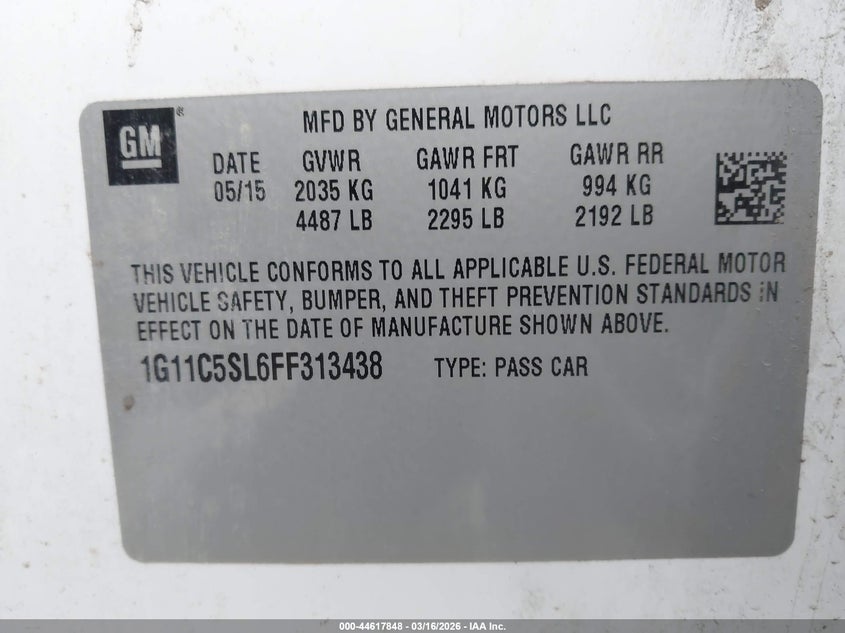 GM®
MFD BY GENERAL MOTORS LLC
DATE GVWR GAWR FRT GAWR RR
05/15 2035 KG 1041 KG 994 KG
4487 LB 2295 LB 2192 LB
THIS VEHICLE CONFORMS TO ALL APPLICABLE U.S. FEDERAL MOTOR
VEHICLE SAFETY, BUMPER, AND THEFT PREVENTION STANDARDS IN
EFFECT ON THE DATE OF MANUFACTURE SHOWN ABOVE.
1G11C5SL6FF313438 TYPE: PASS CAR
000-44617848 - 03/16/2026 - IAA Inc.